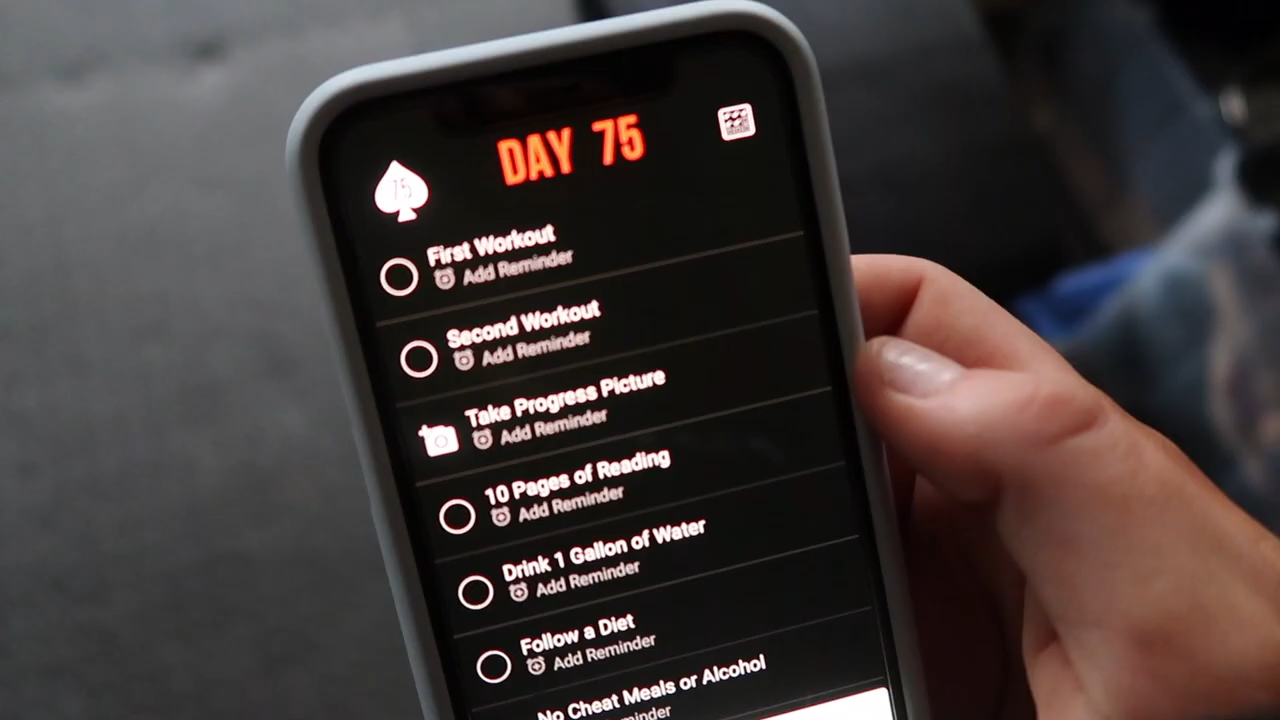 DAY 75
75
First Workout
Add Reminder
Second Workout
Add Reminder
Take Progress Picture
Add Reminder
10 Pages of Reading
Add Reminder
Drink 1 Gallon of Water
Add Reminder
Follow a Diet
Add Reminder
No Cheat Meals or Alcohol